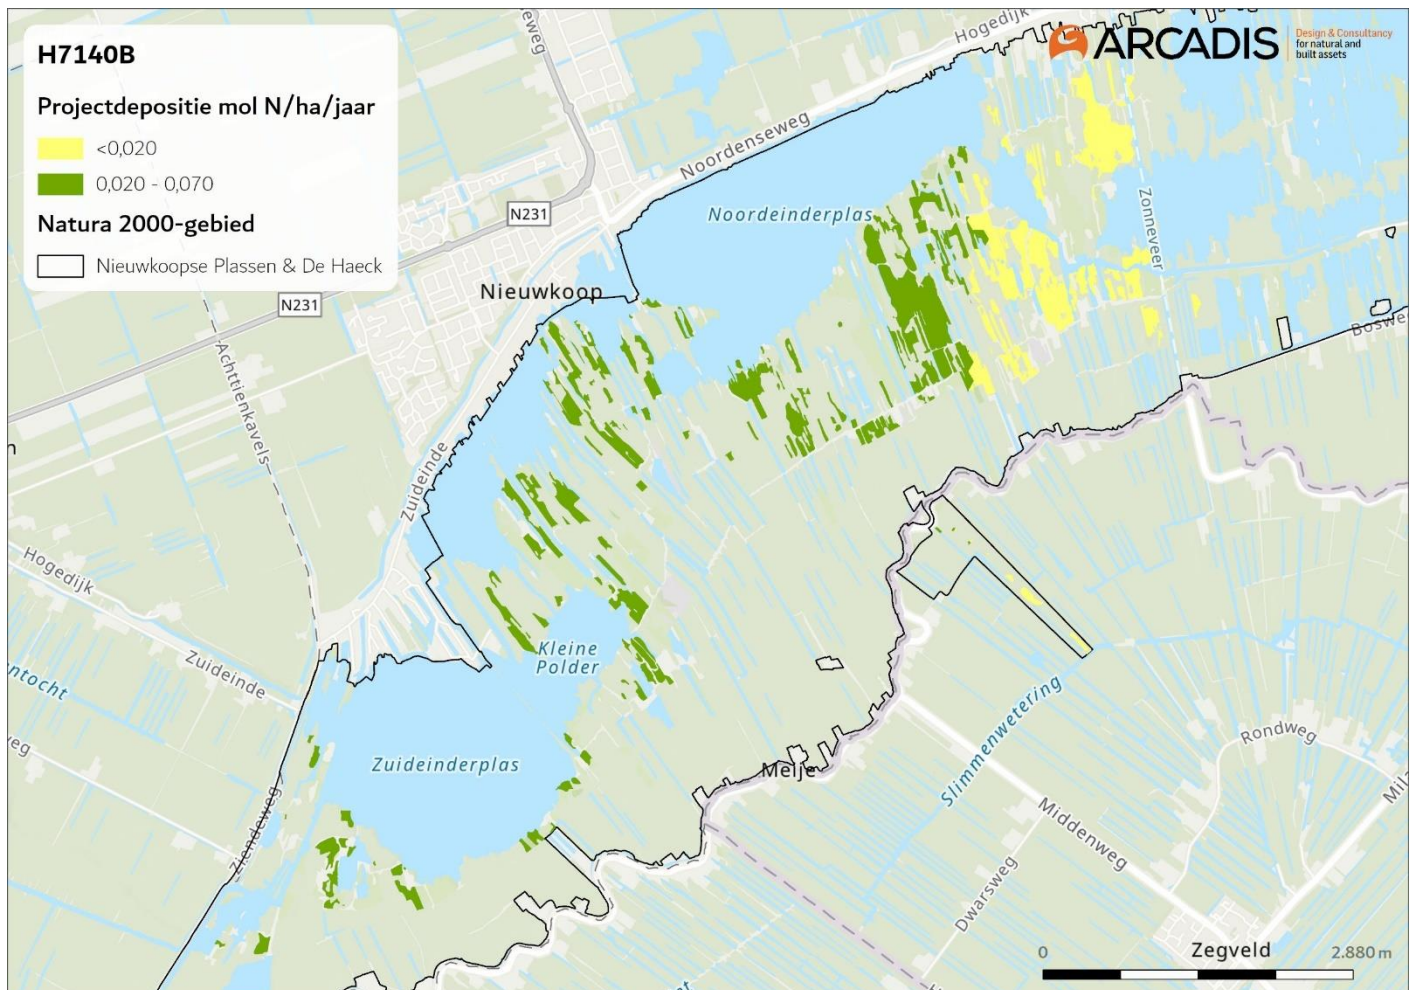 H7140B
Projectdepositie mol N/ha/jaar
<0,020
0,020 - 0,070
Natura 2000-gebied
Nieuwkoopse Plassen & De Haeck
ARCADIS
Design & Consultancy
for natural and
built assets
Hogedijk
Noordenseweg
N231
Noordeinderplas
Zonneveer
Nieuwkoop
N231
Achttienkavels
Zuideinde
Hogedijk
Zuideinde
Kleine
Polder
Zuideinderplas
Ziendeweg
Meije
Slimmenwetering
Rondweg
Middenweg
Dwarsweg
Zegveld
0
2.880 m